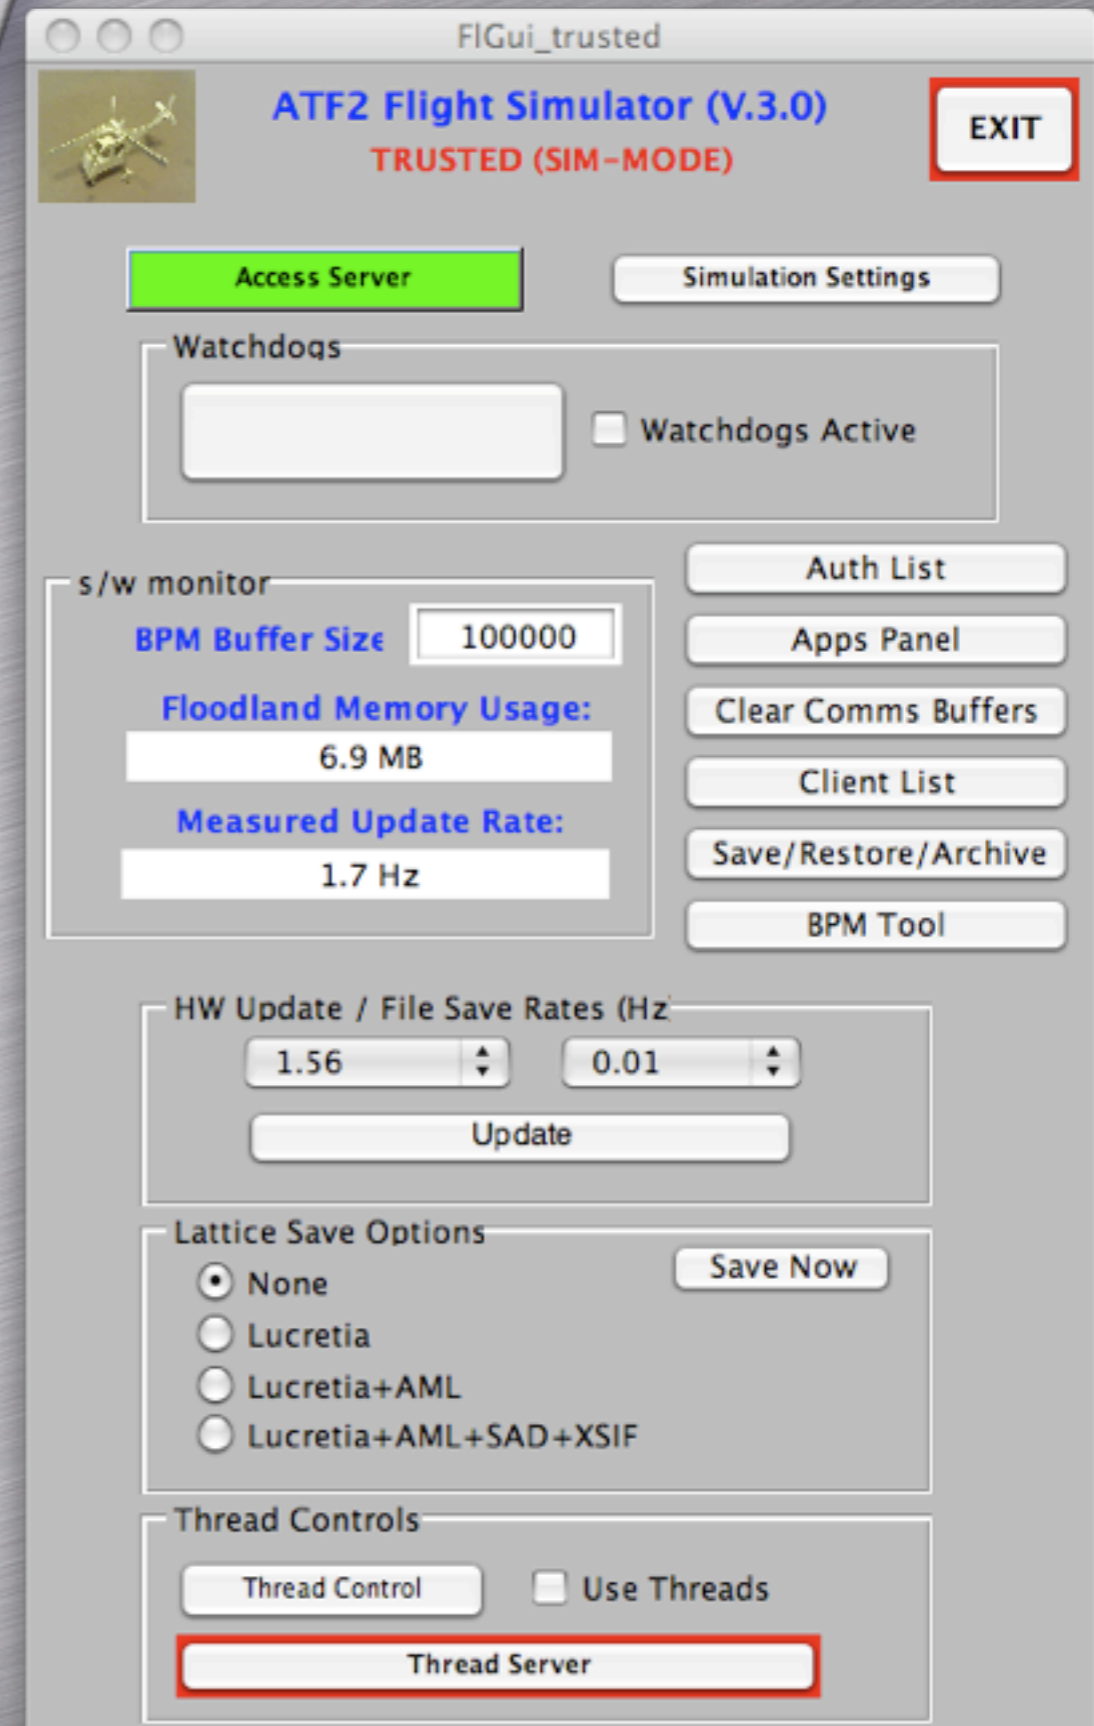 FlGui_trusted
ATF2 Flight Simulator (V.3.0)
TRUSTED (SIM-MODE)
EXIT
Access Server
Simulation Settings
Watchdogs
Watchdogs Active
s/w monitor
BPM Buffer Size
100000
Floodland Memory Usage:
6.9 MB
Measured Update Rate:
1.7 Hz
Auth List
Apps Panel
Clear Comms Buffers
Client List
Save/Restore/Archive
BPM Tool
HW Update / File Save Rates (Hz
1.56
0.01
Update
Lattice Save Options
Save Now
None
Lucretia
Lucretia+AML
Lucretia+AML+SAD+XSIF
Thread Controls
Thread Control
Use Threads
Thread Server